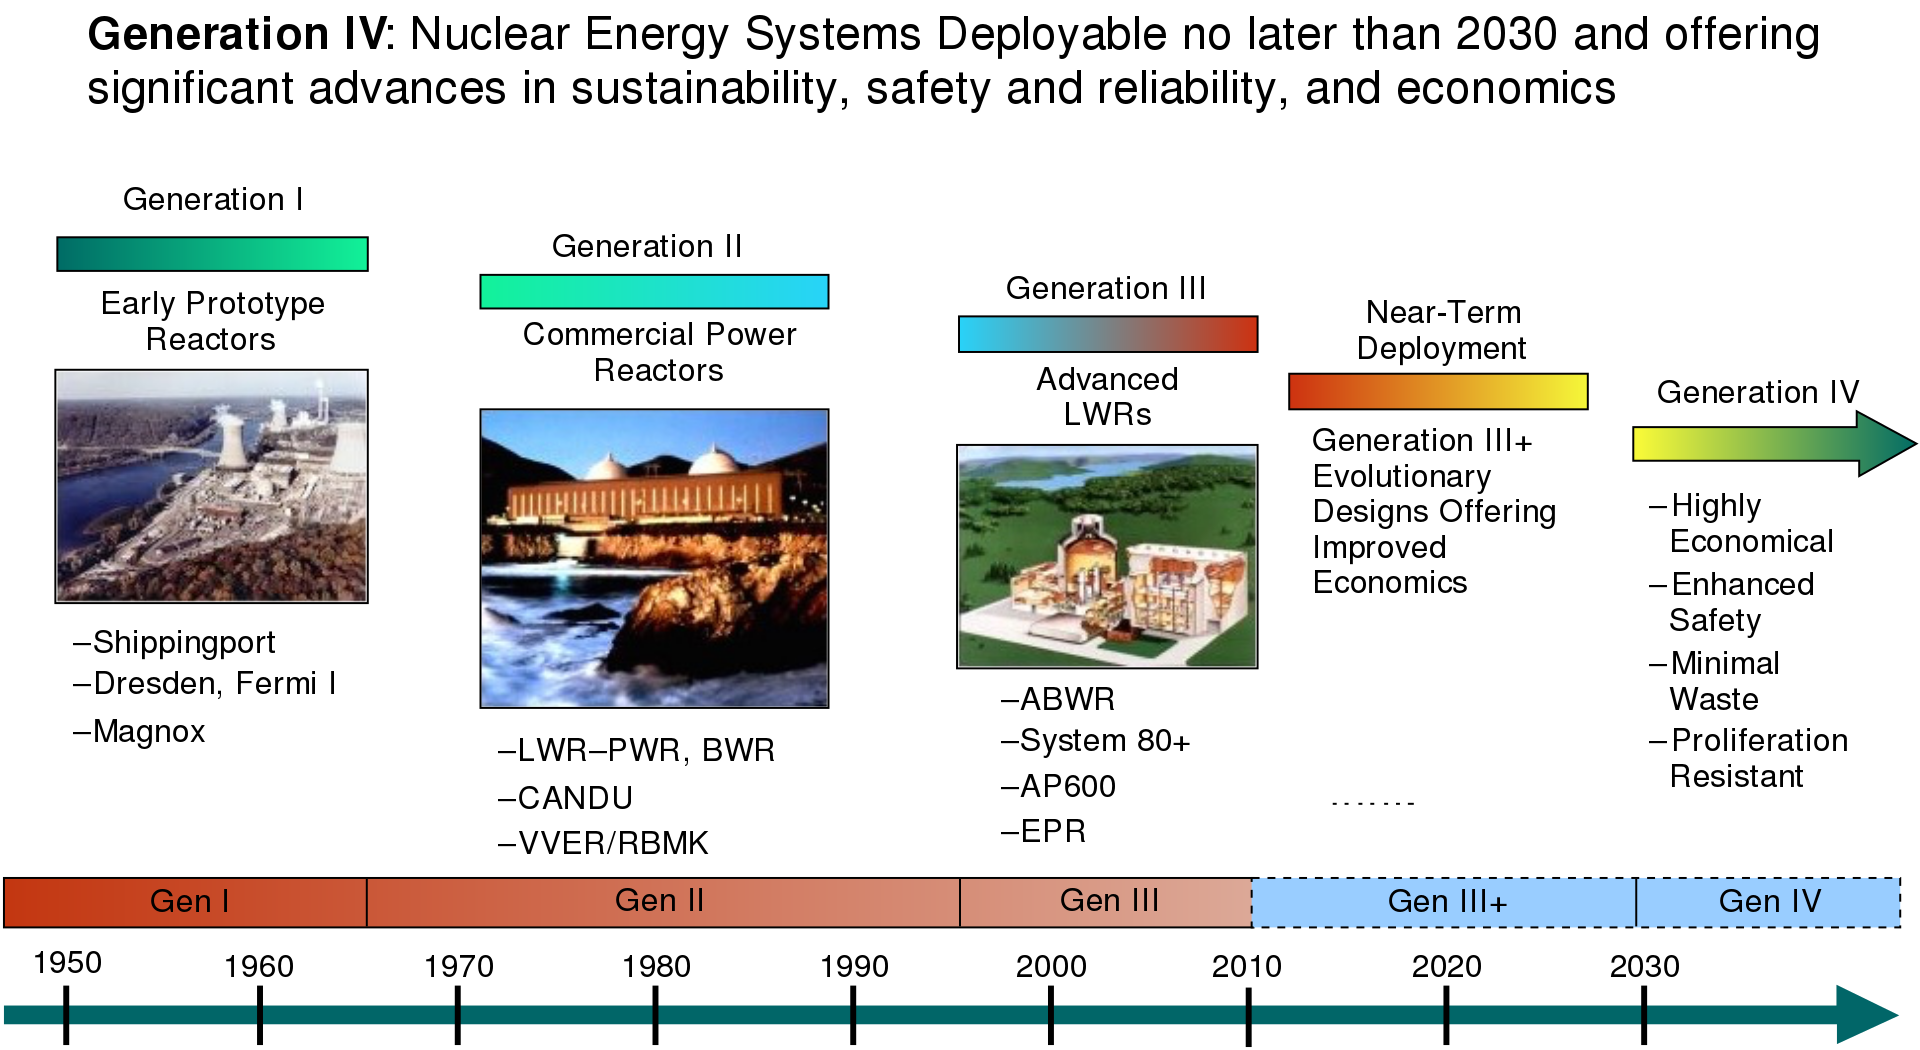 Generation IV: Nuclear Energy Systems Deployable no later than 2030 and offering
significant advances in sustainability, safety and reliability, and economics
Generation I
Early Prototype
Reactors
–Shippingport
–Dresden, Fermi I
–Magnox
Generation II
Commercial Power
Reactors
–LWR–PWR, BWR
–CANDU
–VVER/RBMK
Generation III
Advanced
LWRs
–ABWR
–System 80+
–AP600
–EPR
Near-Term
Deployment
Generation III+
Evolutionary
Designs Offering
Improved
Economics
.......
Generation IV
–Highly
Economical
–Enhanced
Safety
–Minimal
Waste
–Proliferation
Resistant
Gen I Gen II Gen III Gen III+ Gen IV
1950 1960 1970 1980 1990 2000 2010 2020 2030